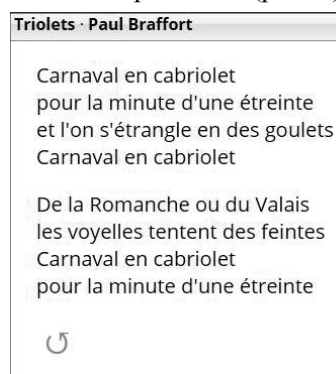 Triolets · Paul Braffort
Carnaval en cabriolet
pour la minute d'une étreinte
et l'on s'étrangle en des goulets
Carnaval en cabriolet
De la Romanche ou du Valais
les voyelles tentent des feintes
Carnaval en cabriolet
pour la minute d'une étreinte